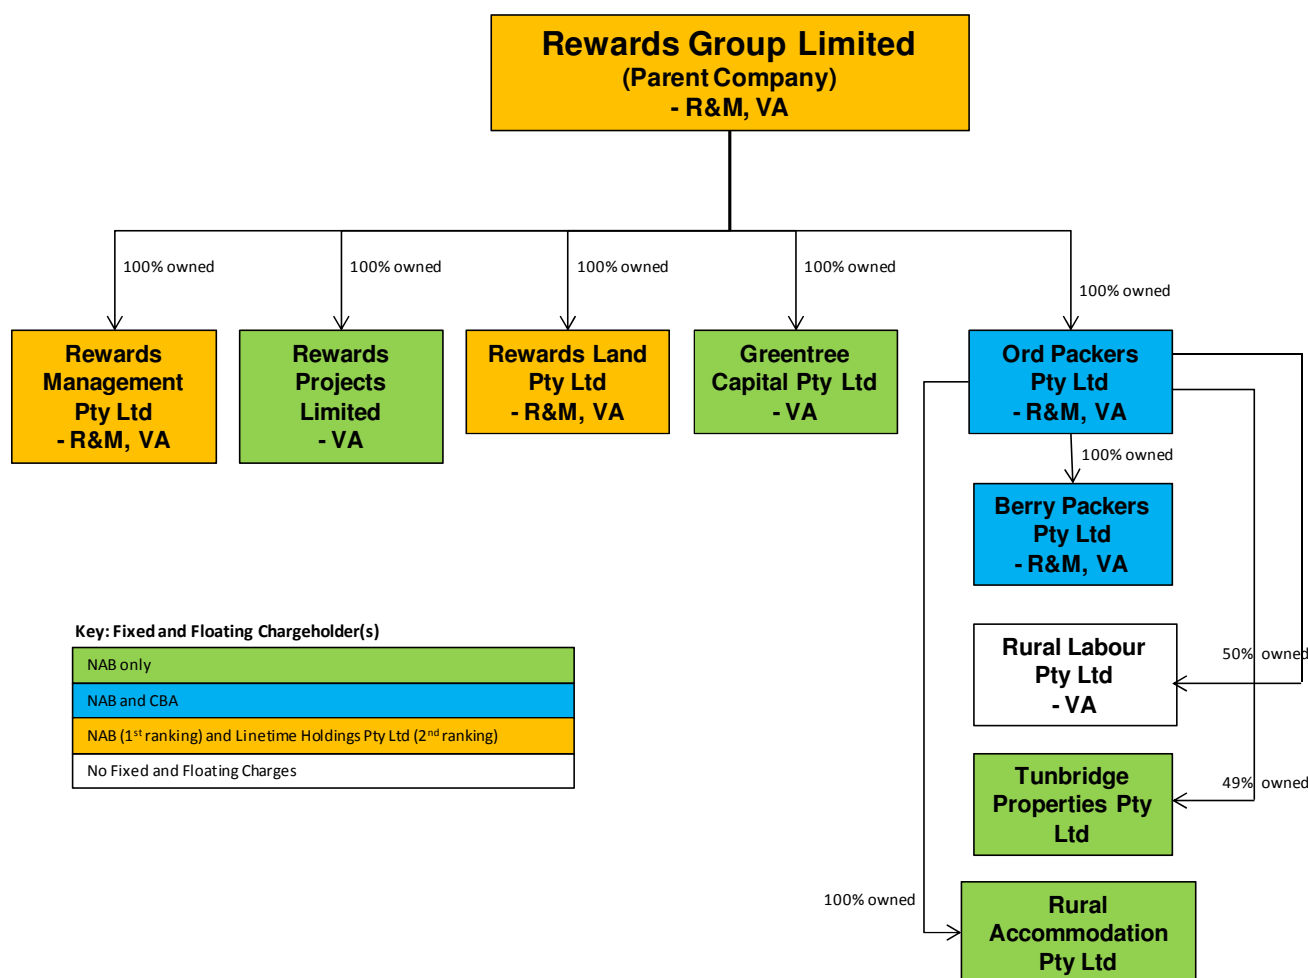 Rewards Group Limited
(Parent Company)
- R&M, VA
100% owned
100% owned
100% owned
100% owned
100% owned
Rewards
Management
Pty Ltd
- R&M, VA
Rewards
Projects
Limited
- VA
Rewards Land
Pty Ltd
- R&M, VA
Greentree
Capital Pty Ltd
- VA
Ord Packers
Pty Ltd
- R&M, VA
100% owned
Berry Packers
Pty Ltd
- R&M, VA
Rural Labour
Pty Ltd
- VA
50% owned
Tunbridge
Properties Pty
Ltd
49% owned
100% owned
Rural
Accommodation
Pty Ltd
Key: Fixed and Floating Chargeholder(s)
NAB only
NAB and CBA
NAB (1st ranking) and Linetime Holdings Pty Ltd (2nd ranking)
No Fixed and Floating Charges